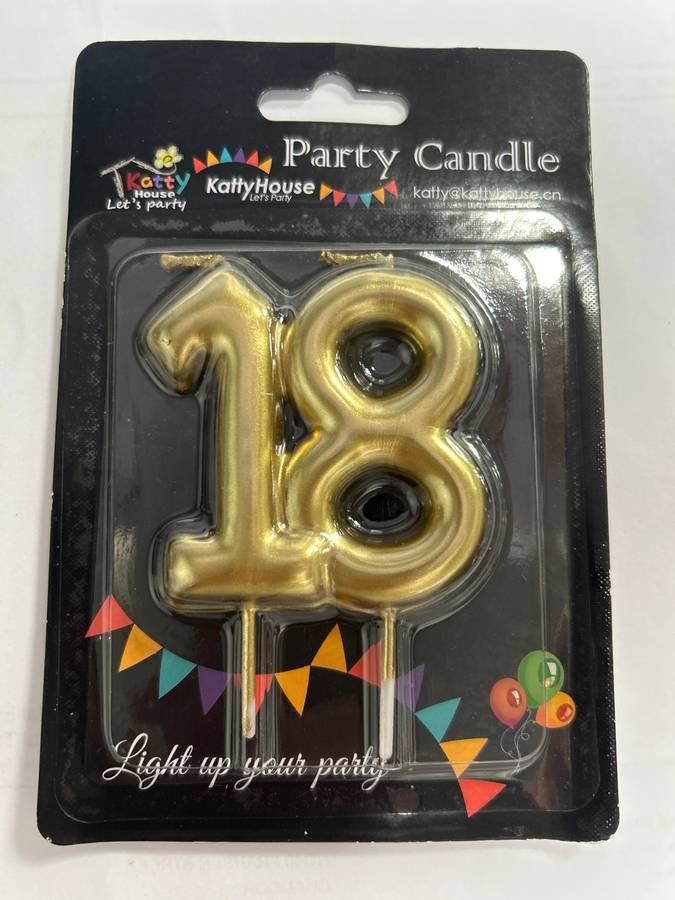 Party Candle
Katty
House
Let's party
KattyHouse
Let's Party
katty@kattyhouse.cn
18
Light up your party